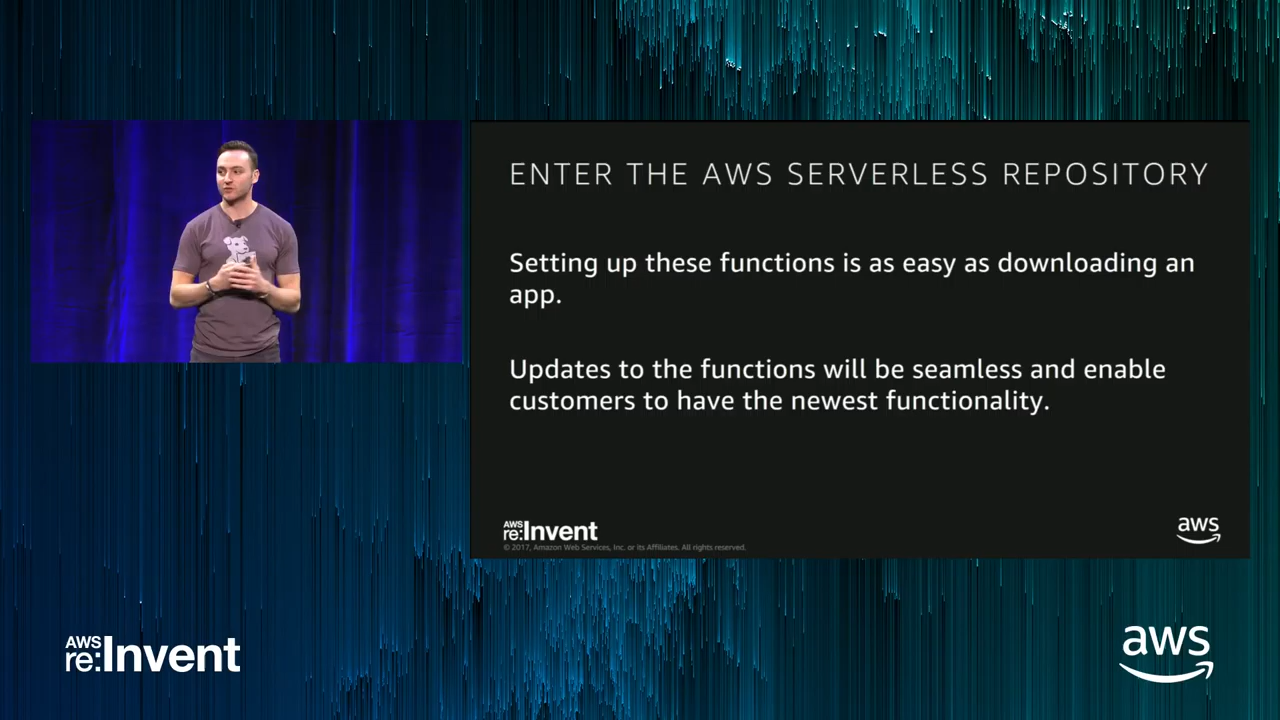 ENTER THE AWS SERVERLESS REPOSITORY
Setting up these functions is as easy as downloading an
app.
Updates to the functions will be seamless and enable
customers to have the newest functionality.
AWS
re:Invent
© 2017, Amazon Web Services, Inc. or its Affiliates. All rights reserved.
aws
AWS
re:Invent
aws